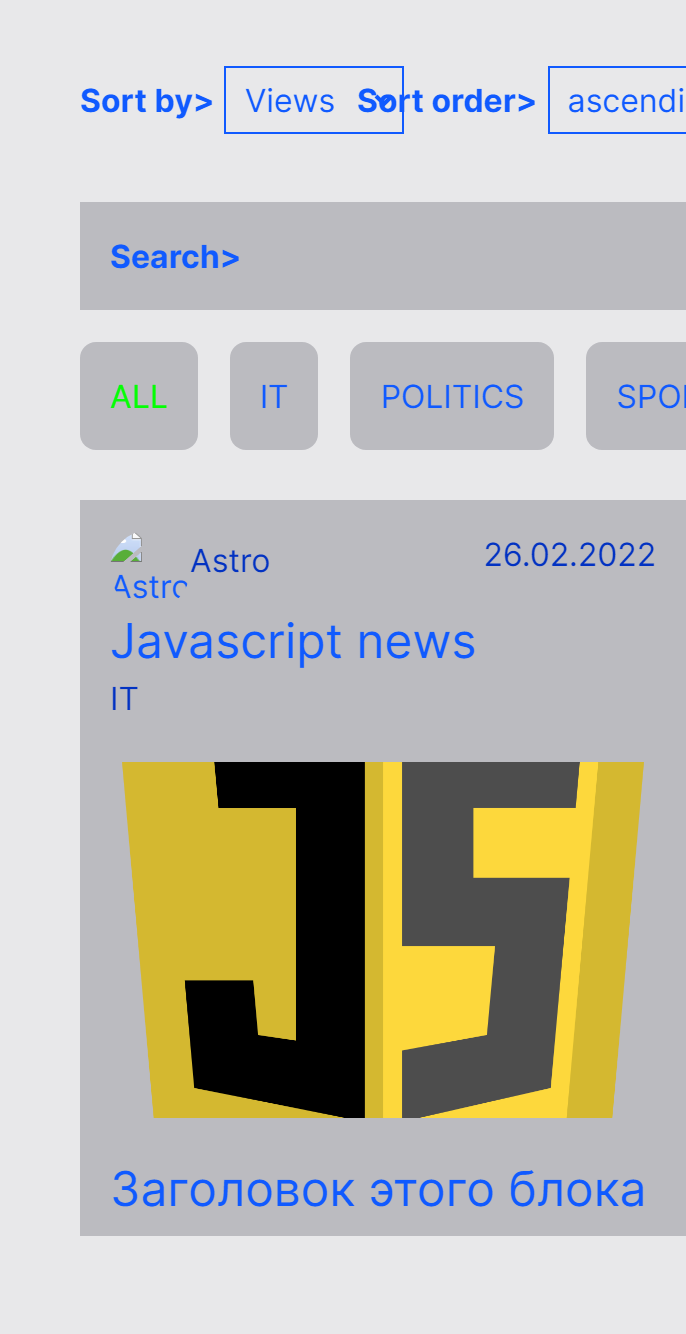 Sort by> Views Sort order> ascendi
Search>
ALL IT POLITICS SPO
Astro 26.02.2022
Astro
Javascript news
IT
JS
Заголовок этого блока